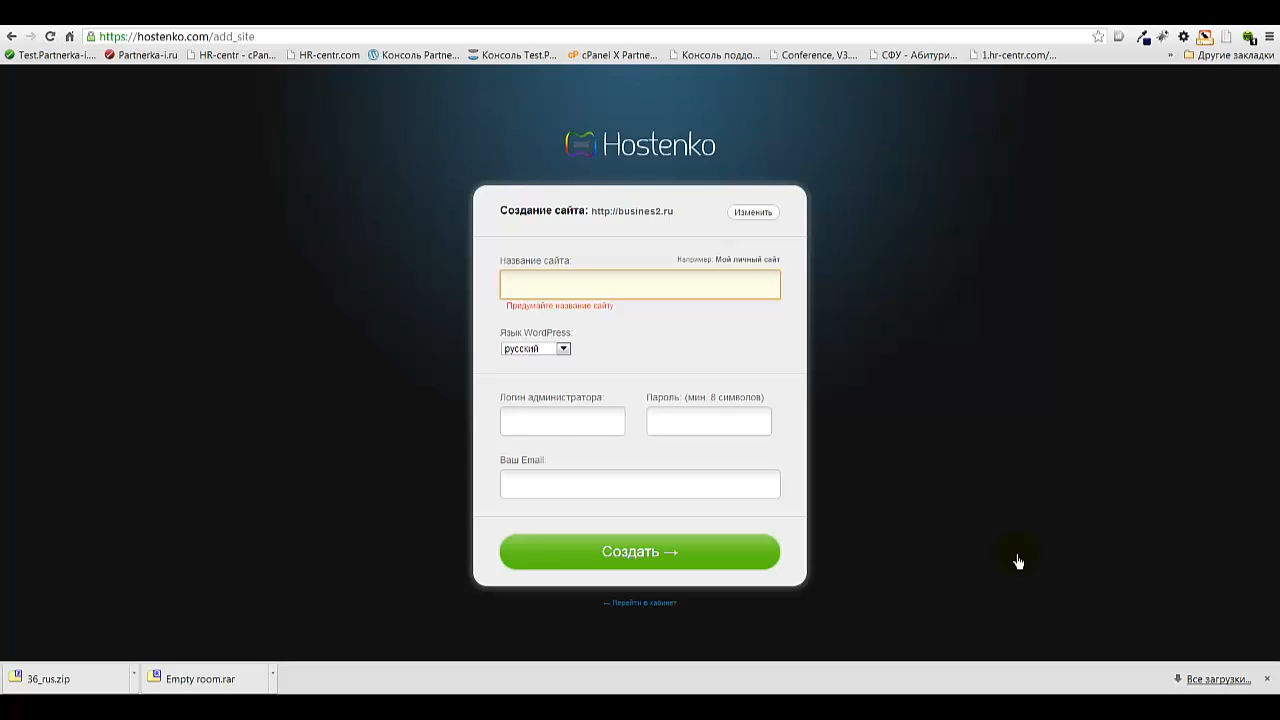 https://hostenko.com/add_site
Test.Partnerka-i.... Partnerka-i.ru HR-centr - cPan... HR-centr.com Консоль Partne... Консоль Test.P... cPanel X Partne... Консоль поддо... Conference, V3.... СФУ - Абитури... 1.hr-centr.com/... » Другие закладки
Hostenko
Создание сайта: http://busines2.ru Изменить
Название сайта: Например: Мой личный сайт
Придумайте название сайту
Язык WordPress:
русский
Логин администратора: Пароль: (мин. 8 символов)
Ваш Email:
Создать →
← Перейти в кабинет
36_rus.zip Empty room.rar Все загрузки...